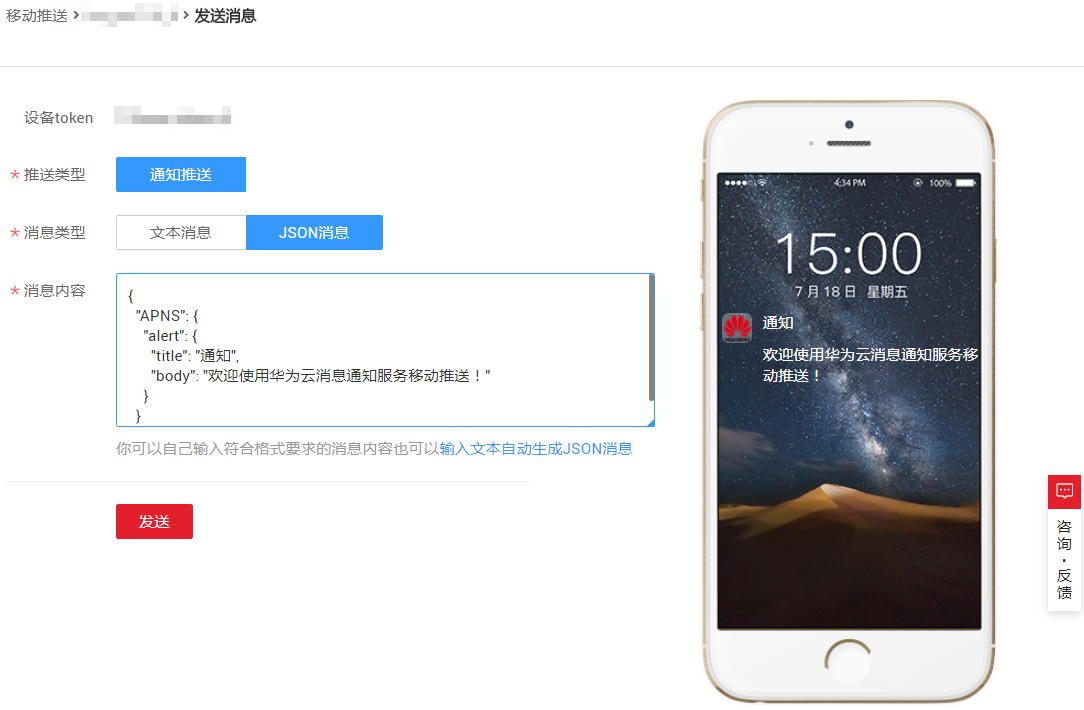 移动推送 > > 发送消息
设备token
* 推送类型
通知推送
* 消息类型
文本消息
JSON消息
* 消息内容
{
"APNS": {
"alert": {
"title": "通知",
"body": "欢迎使用华为云消息通知服务移动推送！"
}
}
你可以自己输入符合格式要求的消息内容也可以输入文本自动生成JSON消息
发送
4:34 PM
100%
15:00
7月18日 星期五
通知
欢迎使用华为云消息通知服务移
动推送！
咨
询
·
反
馈